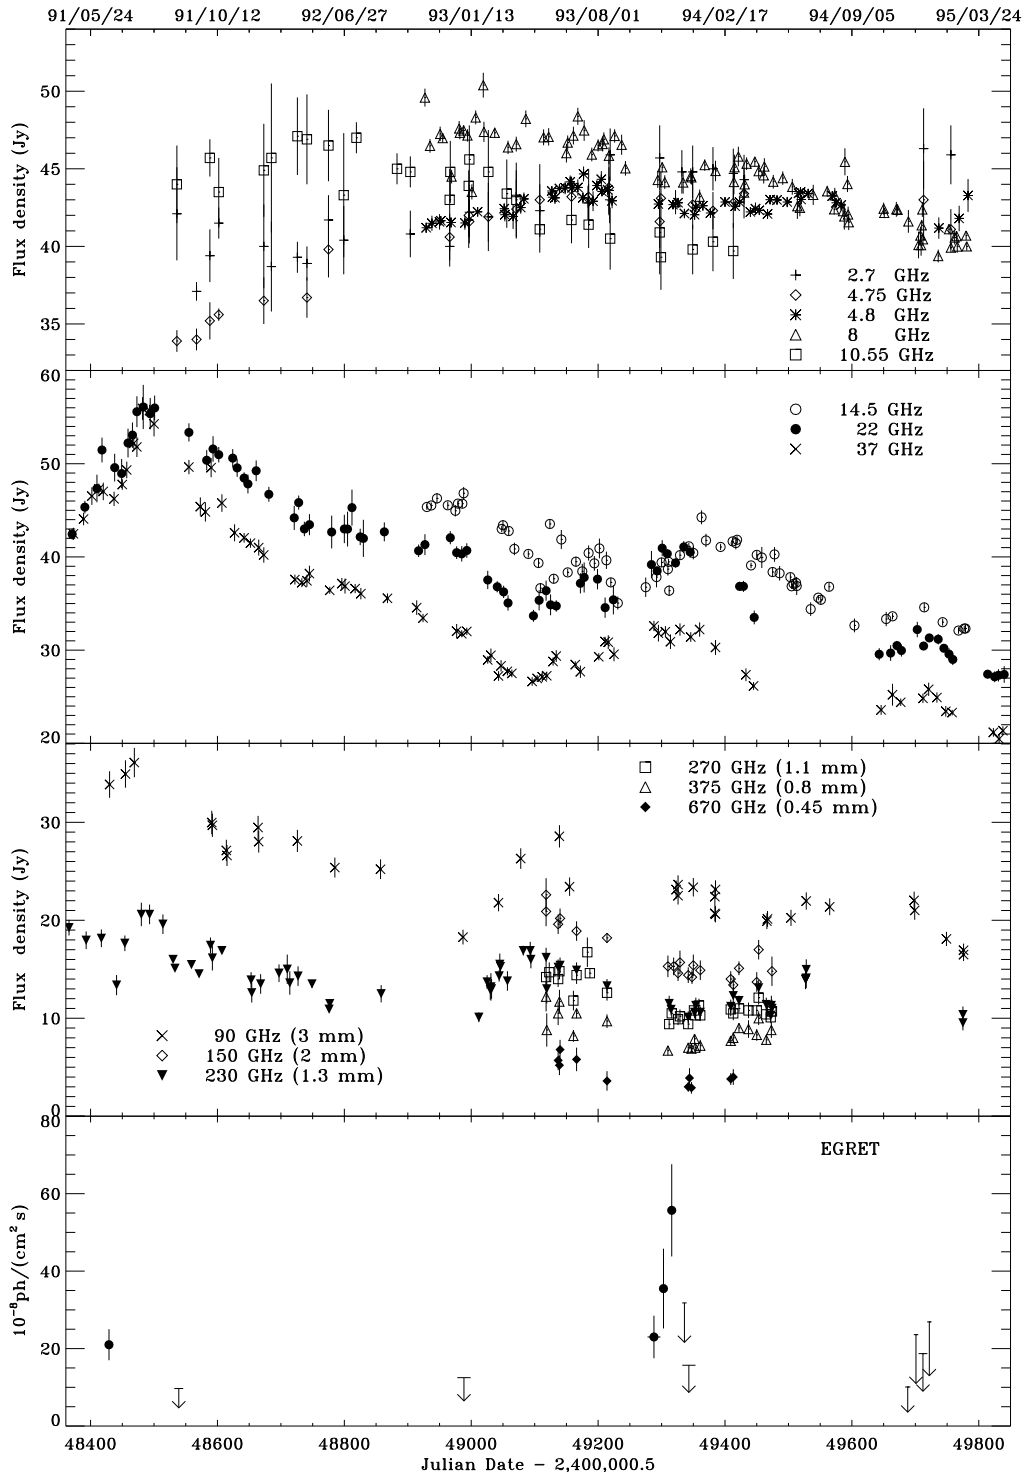 91/05/24 91/10/12 92/06/27 93/01/13 93/08/01 94/02/17 94/09/05 95/03/24
50
45
40
35
Flux density (Jy)
2.7 GHz
4.75 GHz
4.8 GHz
8 GHz
10.55 GHz
60
50
40
30
20
Flux density (Jy)
14.5 GHz
22 GHz
37 GHz
30
20
10
0
Flux density (Jy)
270 GHz (1.1 mm)
375 GHz (0.8 mm)
670 GHz (0.45 mm)
90 GHz (3 mm)
150 GHz (2 mm)
230 GHz (1.3 mm)
80
60
40
20
0
10⁻⁸ph/(cm² s)
EGRET
48400 48600 48800 49000 49200 49400 49600 49800
Julian Date − 2,400,000.5